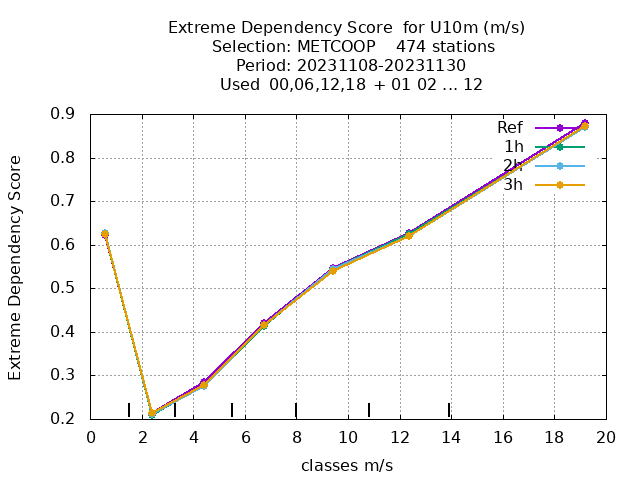 Extreme Dependency Score  for U10m (m/s)
Selection: METCOOP    474 stations
Period: 20231108-20231130
Used  00,06,12,18  + 01 02 ... 12
Extreme Dependency Score
0.9
0.8
0.7
0.6
0.5
0.4
0.3
0.2
Ref
1h
2h
3h
0 2 4 6 8 10 12 14 16 18 20
classes m/s